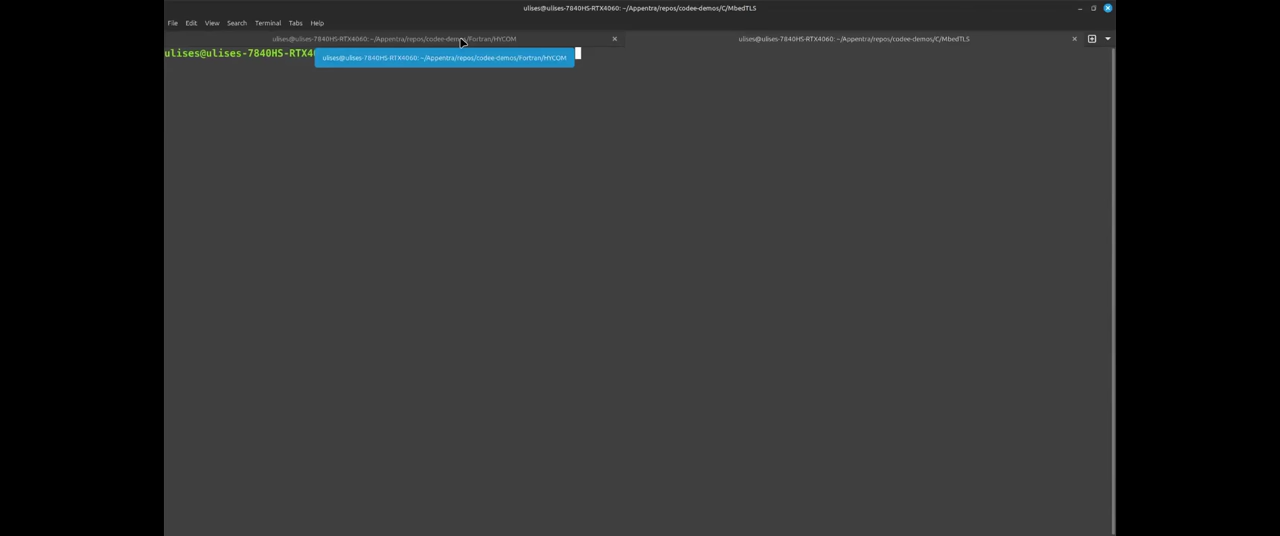 ulises@ulises-7840HS-RTX4060: ~/Appentra/repos/codee-demos/C/MbedTLS
File Edit View Search Terminal Tabs Help
ulises@ulises-7840HS-RTX4060: ~/Appentra/repos/codee-demos/Fortran/HYCOM ulises@ulises-7840HS-RTX4060: ~/Appentra/repos/codee-demos/C/MbedTLS
ulises@ulises-7840HS-RTX4
ulises@ulises-7840HS-RTX4060: ~/Appentra/repos/codee-demos/Fortran/HYCOM